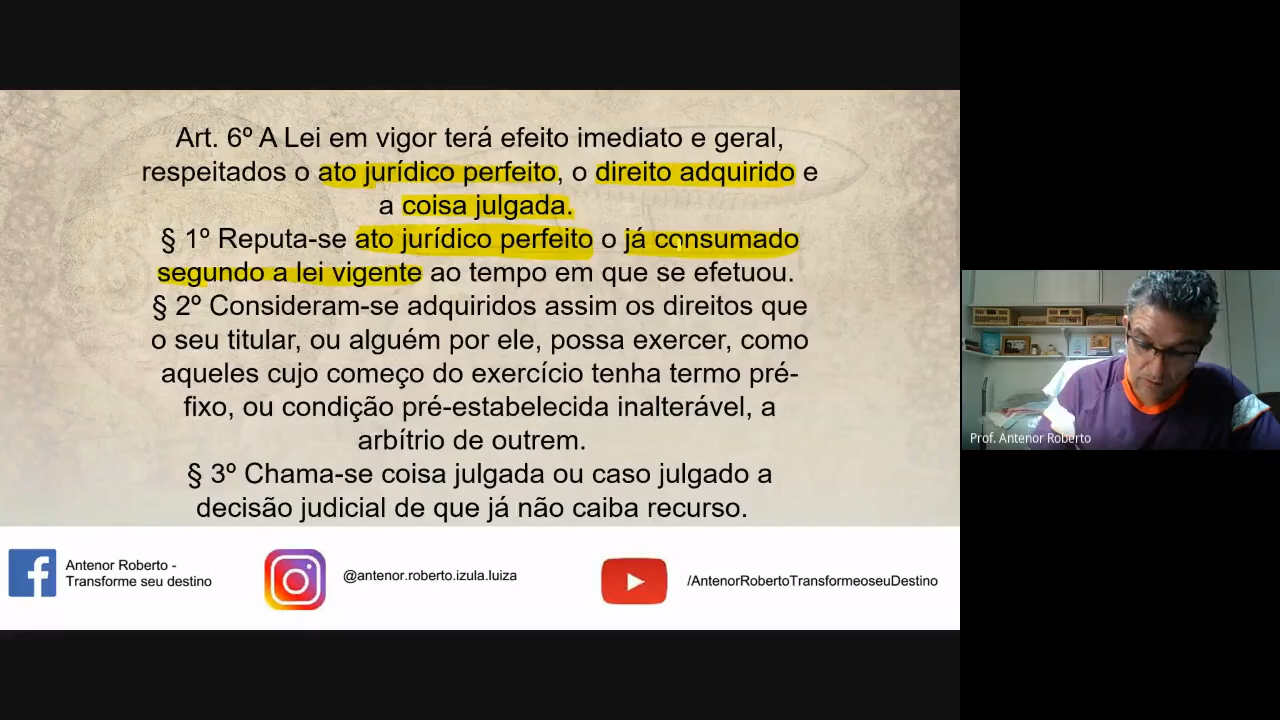 Art. 6º A Lei em vigor terá efeito imediato e geral,
respeitados o ato jurídico perfeito, o direito adquirido e
a coisa julgada.
§ 1º Reputa-se ato jurídico perfeito o já consumado
segundo a lei vigente ao tempo em que se efetuou.
§ 2º Consideram-se adquiridos assim os direitos que
o seu titular, ou alguém por ele, possa exercer, como
aqueles cujo começo do exercício tenha termo pré-
fixo, ou condição pré-estabelecida inalterável, a
arbítrio de outrem.
§ 3º Chama-se coisa julgada ou caso julgado a
decisão judicial de que já não caiba recurso.
Antenor Roberto -
Transforme seu destino
@antenor.roberto.izula.luiza
/AntenorRobertoTransformeoseuDestino
Prof. Antenor Roberto